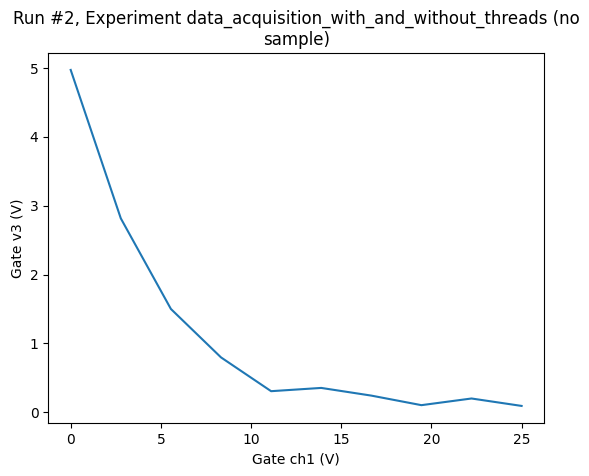 Run #2, Experiment data_acquisition_with_and_without_threads (no
sample)
5
4
3
2
1
0
Gate v3 (V)
0 5 10 15 20 25
Gate ch1 (V)